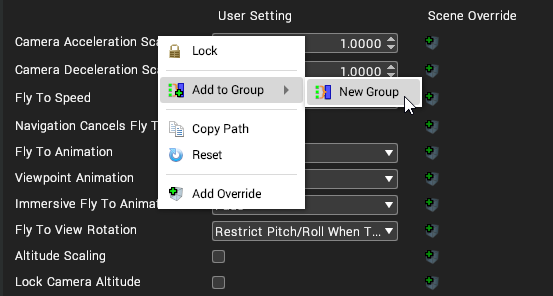 User Setting Scene Override
Camera Acceleration Sca 1.0000
Lock
Camera Deceleration Sca 1.0000
Fly To Speed
Add to Group
New Group
Navigation Cancels Fly T
Copy Path
Fly To Animation
Reset
Viewpoint Animation
Add Override
Immersive Fly To Animat
Fly To View Rotation Restrict Pitch/Roll When T...
Altitude Scaling
Lock Camera Altitude